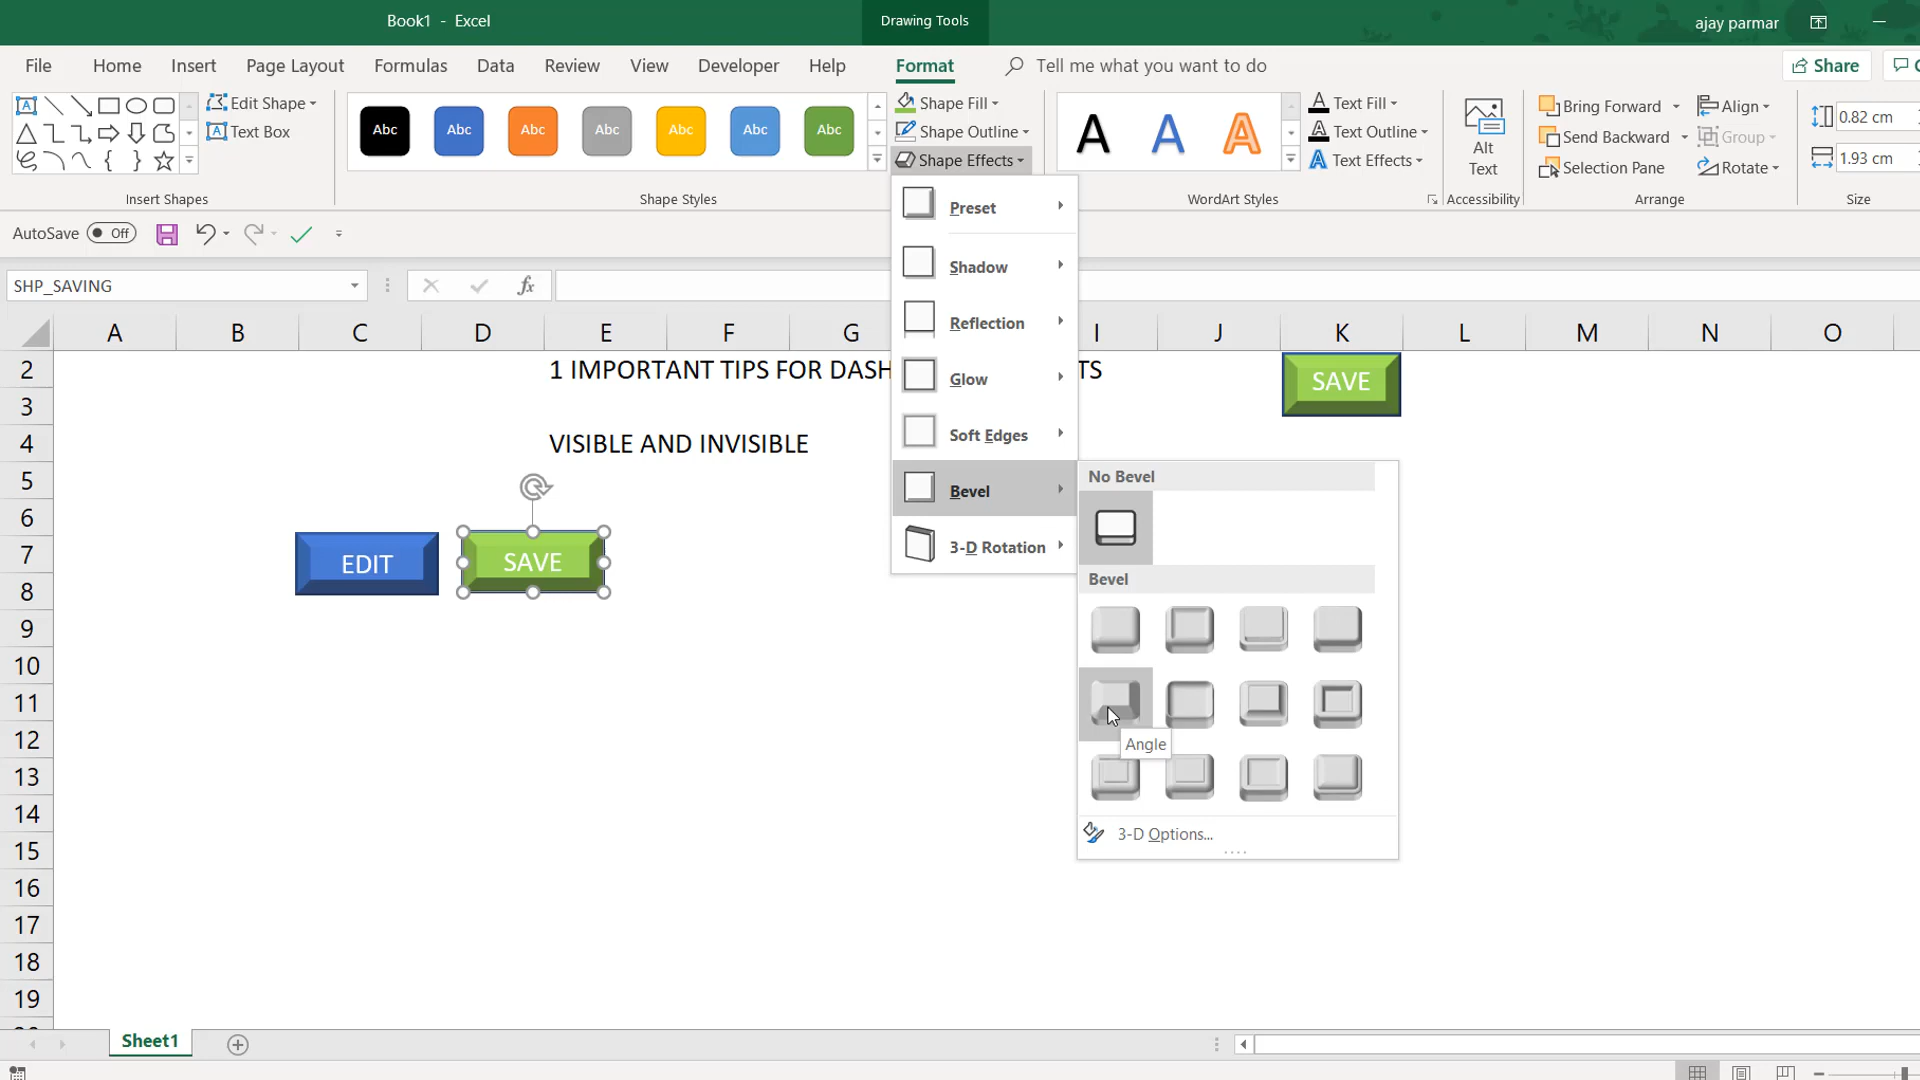 Book1 - Excel
Drawing Tools
ajay parmar
File Home Insert Page Layout Formulas Data Review View Developer Help Format Tell me what you want to do Share
Edit Shape
Text Box
Insert Shapes
Abc Abc Abc Abc Abc Abc Abc
Shape Styles
Shape Fill
Shape Outline
Shape Effects
A A A
WordArt Styles
Text Fill
Text Outline
Text Effects
Alt
Text
Accessibility
Bring Forward
Send Backward
Selection Pane
Align
Group
Rotate
Arrange
0.82 cm
1.93 cm
Size
AutoSave Off
SHP_SAVING
fx
Preset
Shadow
Reflection
Glow
Soft Edges
Bevel
3-D Rotation
No Bevel
Bevel
Angle
3-D Options...
A B C D E F G I J K L M N O
2
3
4
5
6
7
8
9
10
11
12
13
14
15
16
17
18
19
1 IMPORTANT TIPS FOR DASH
TS
SAVE
VISIBLE AND INVISIBLE
EDIT
SAVE
Sheet1